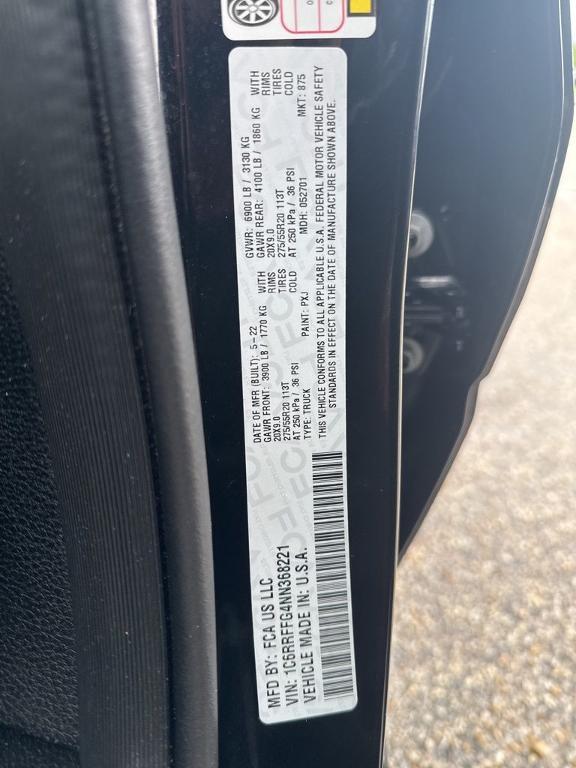 MFD BY: FCA US LLC
DATE OF MFR (BUILT): 5-22
GVWR: 6900 LB / 3130 KG
GAWR FRONT: 3900 LB / 1770 KG WITH
GAWR REAR: 4100 LB / 1860 KG WITH
20X9.0 RIMS
20X9.0 RIMS
275/55R20 113T TIRES
275/55R20 113T TIRES
AT 250 kPa / 36 PSI COLD
AT 250 kPa / 36 PSI COLD
VIN: 1C6RRFFG4NN368221
TYPE: TRUCK
PAINT: PXJ
MDH: 052701
MKT: 875
VEHICLE MADE IN: U.S.A.
THIS VEHICLE CONFORMS TO ALL APPLICABLE U.S.A. FEDERAL MOTOR VEHICLE SAFETY
STANDARDS IN EFFECT ON THE DATE OF MANUFACTURE SHOWN ABOVE.